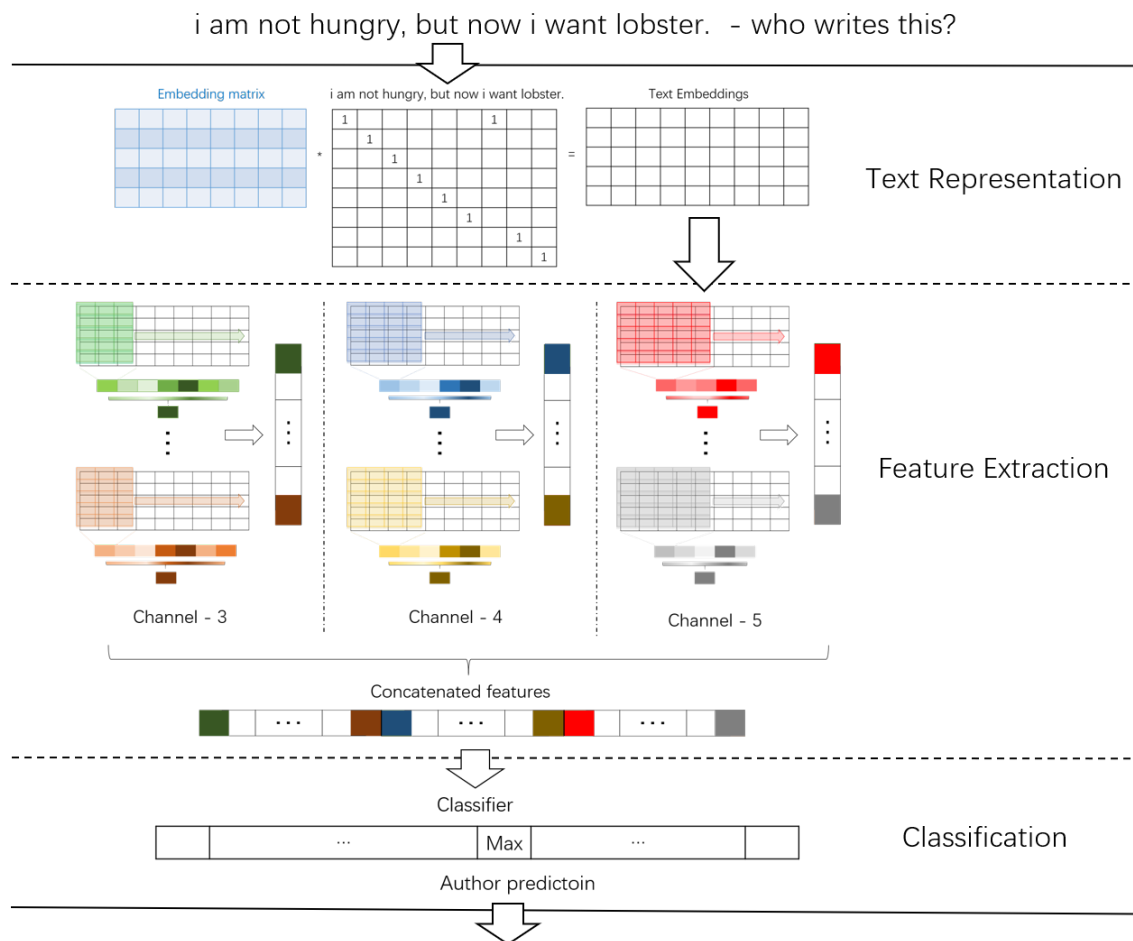 i am not hungry, but now i want lobster.  - who writes this?
Embedding matrix
i am not hungry, but now i want lobster.
Text Embeddings
1 1
1
*
=
1
1
1
1
1
1
Text Representation
Feature Extraction
Channel - 3
Channel - 4
Channel - 5
Concatenated features
...
...
...
Classifier
... Max ...
Author predictoin
Classification